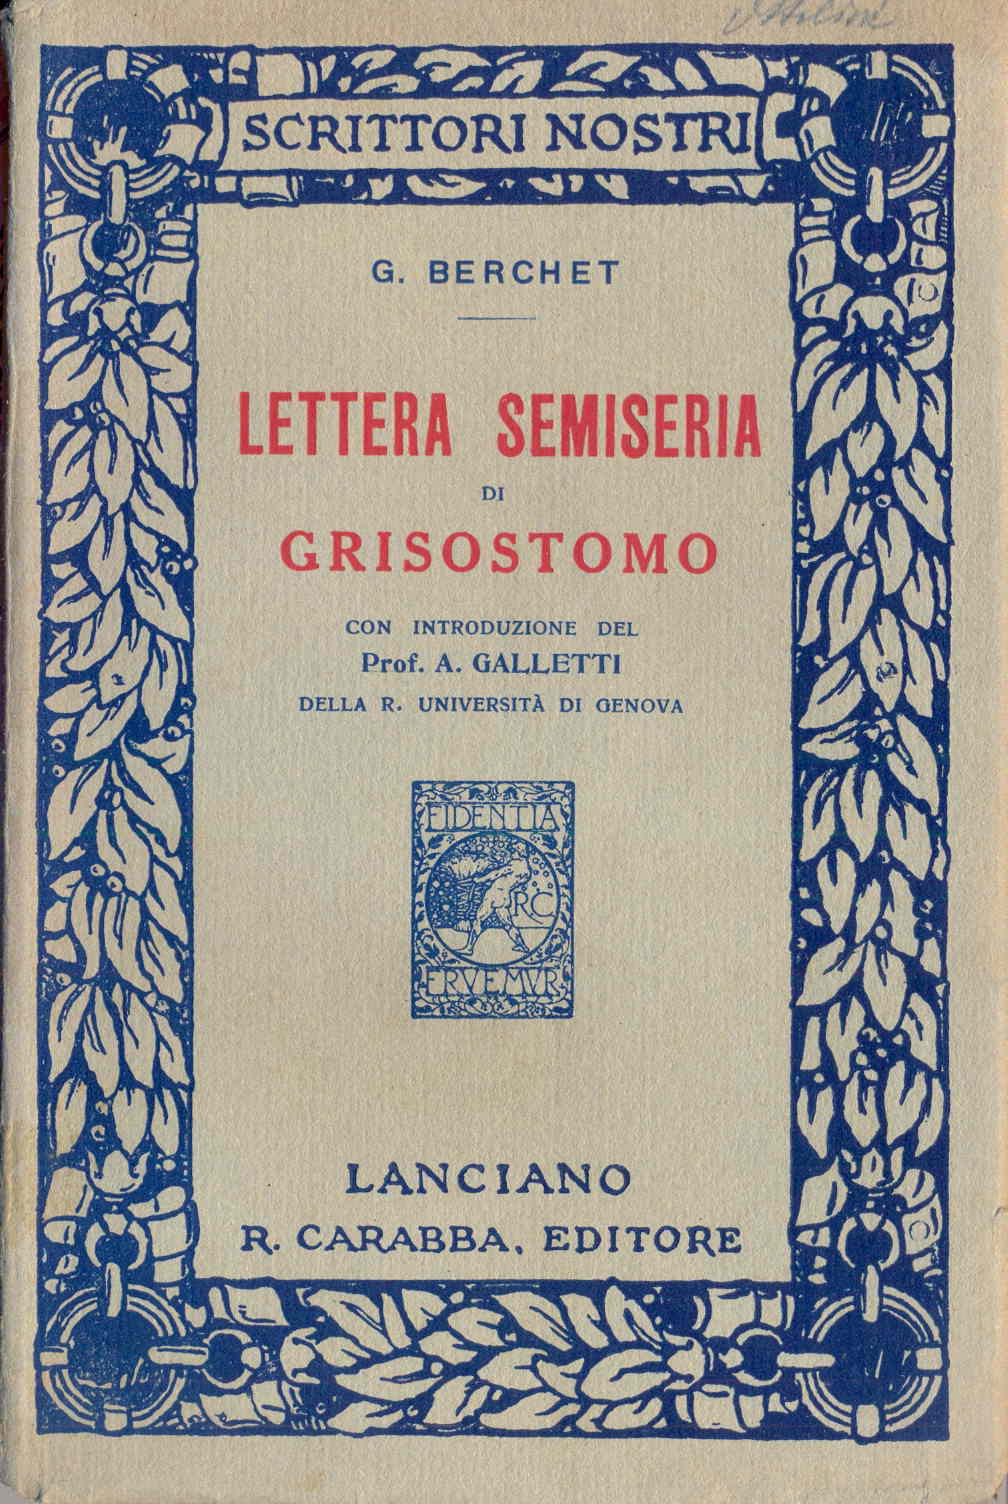 SCRITTORI NOSTRI
G. BERCHET
LETTERA SEMISERIA
DI
GRISOSTOMO
CON INTRODUZIONE DEL
Prof. A. GALLETTI
DELLA R. UNIVERSITÀ DI GENOVA
FIDENTIA
RC
ERVEMVR
LANCIANO
R. CARABBA, EDITORE